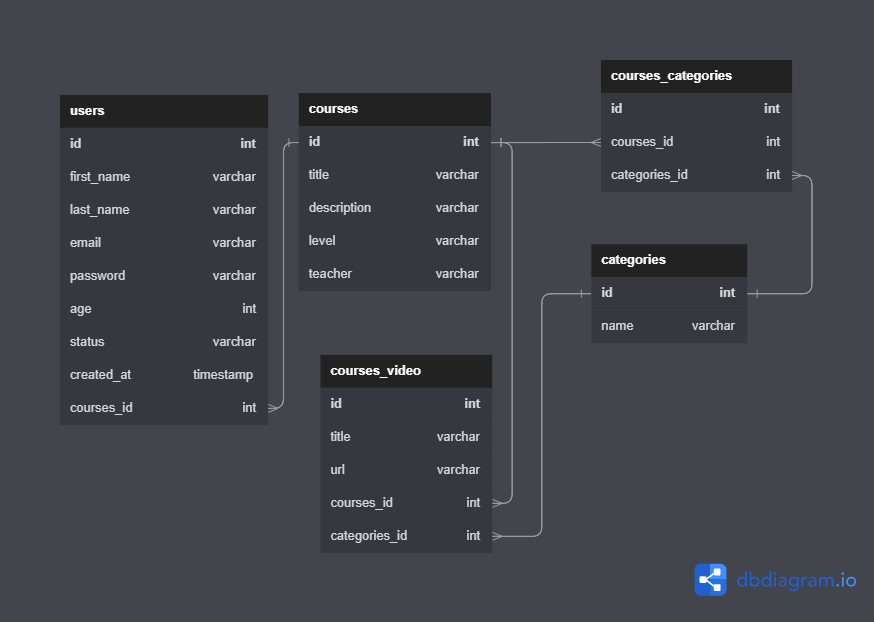 users
id int
first_name varchar
last_name varchar
email varchar
password varchar
age int
status varchar
created_at timestamp
courses_id int
courses
id int
title varchar
description varchar
level varchar
teacher varchar
courses_video
id int
title varchar
url varchar
courses_id int
categories_id int
courses_categories
id int
courses_id int
categories_id int
categories
id int
name varchar
dbdiagram.io